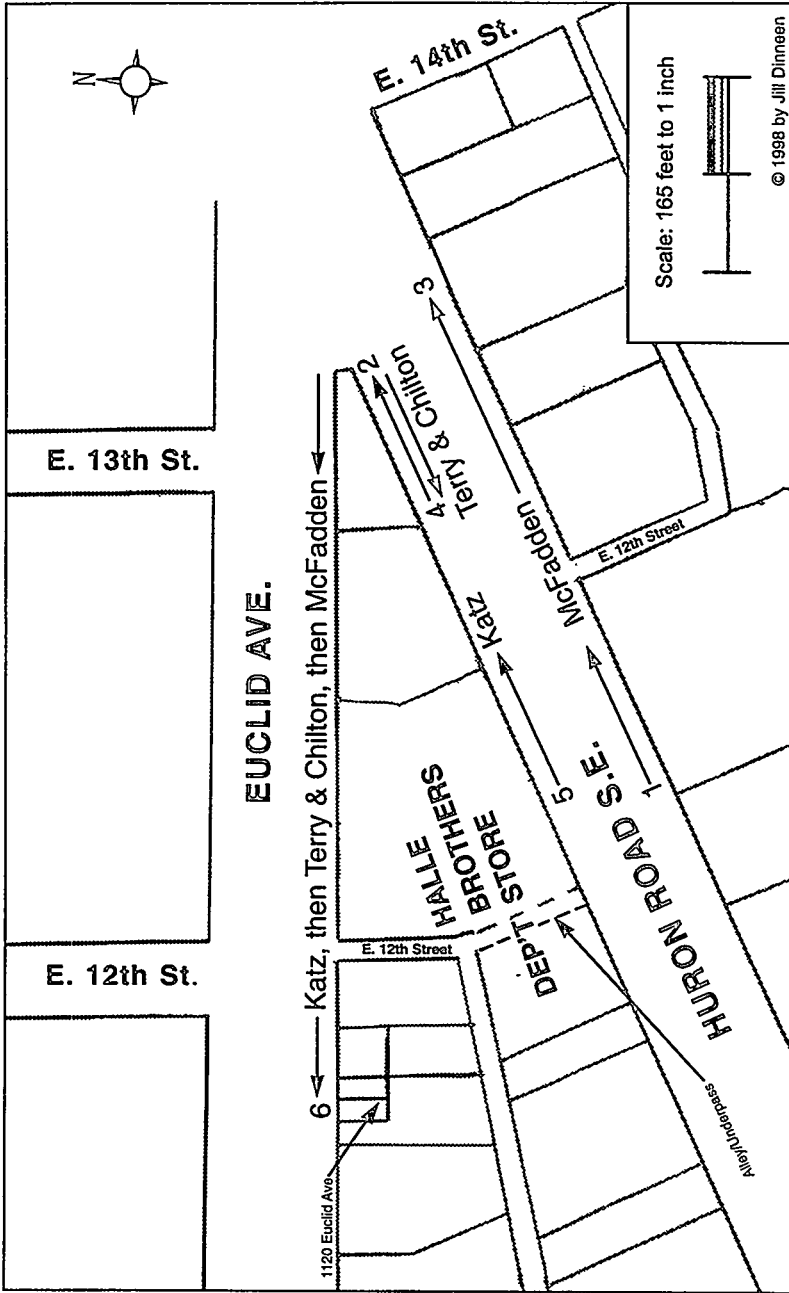 N
E. 13th St.
E. 12th St.
EUCLID AVE.
Katz, then Terry & Chilton, then McFadden
6
1120 Euclid Ave
E. 12th Street
HALLE
BROTHERS
DEP'T STORE
Alley/Underpass
HURON ROAD S.E.
5
Katz
1
McFadden
E. 12th Street
4
2
Terry & Chilton
3
E. 14th St.
Scale: 165 feet to 1 inch
© 1998 by Jill Dinneen